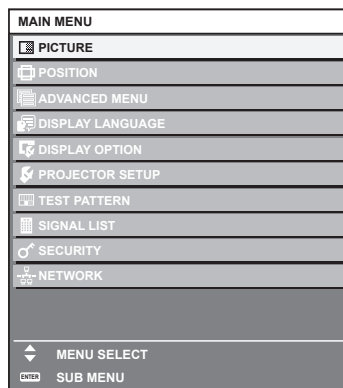 MAIN MENU
PICTURE
POSITION
ADVANCED MENU
DISPLAY LANGUAGE
DISPLAY OPTION
PROJECTOR SETUP
TEST PATTERN
SIGNAL LIST
SECURITY
NETWORK
MENU SELECT
ENTER SUB MENU